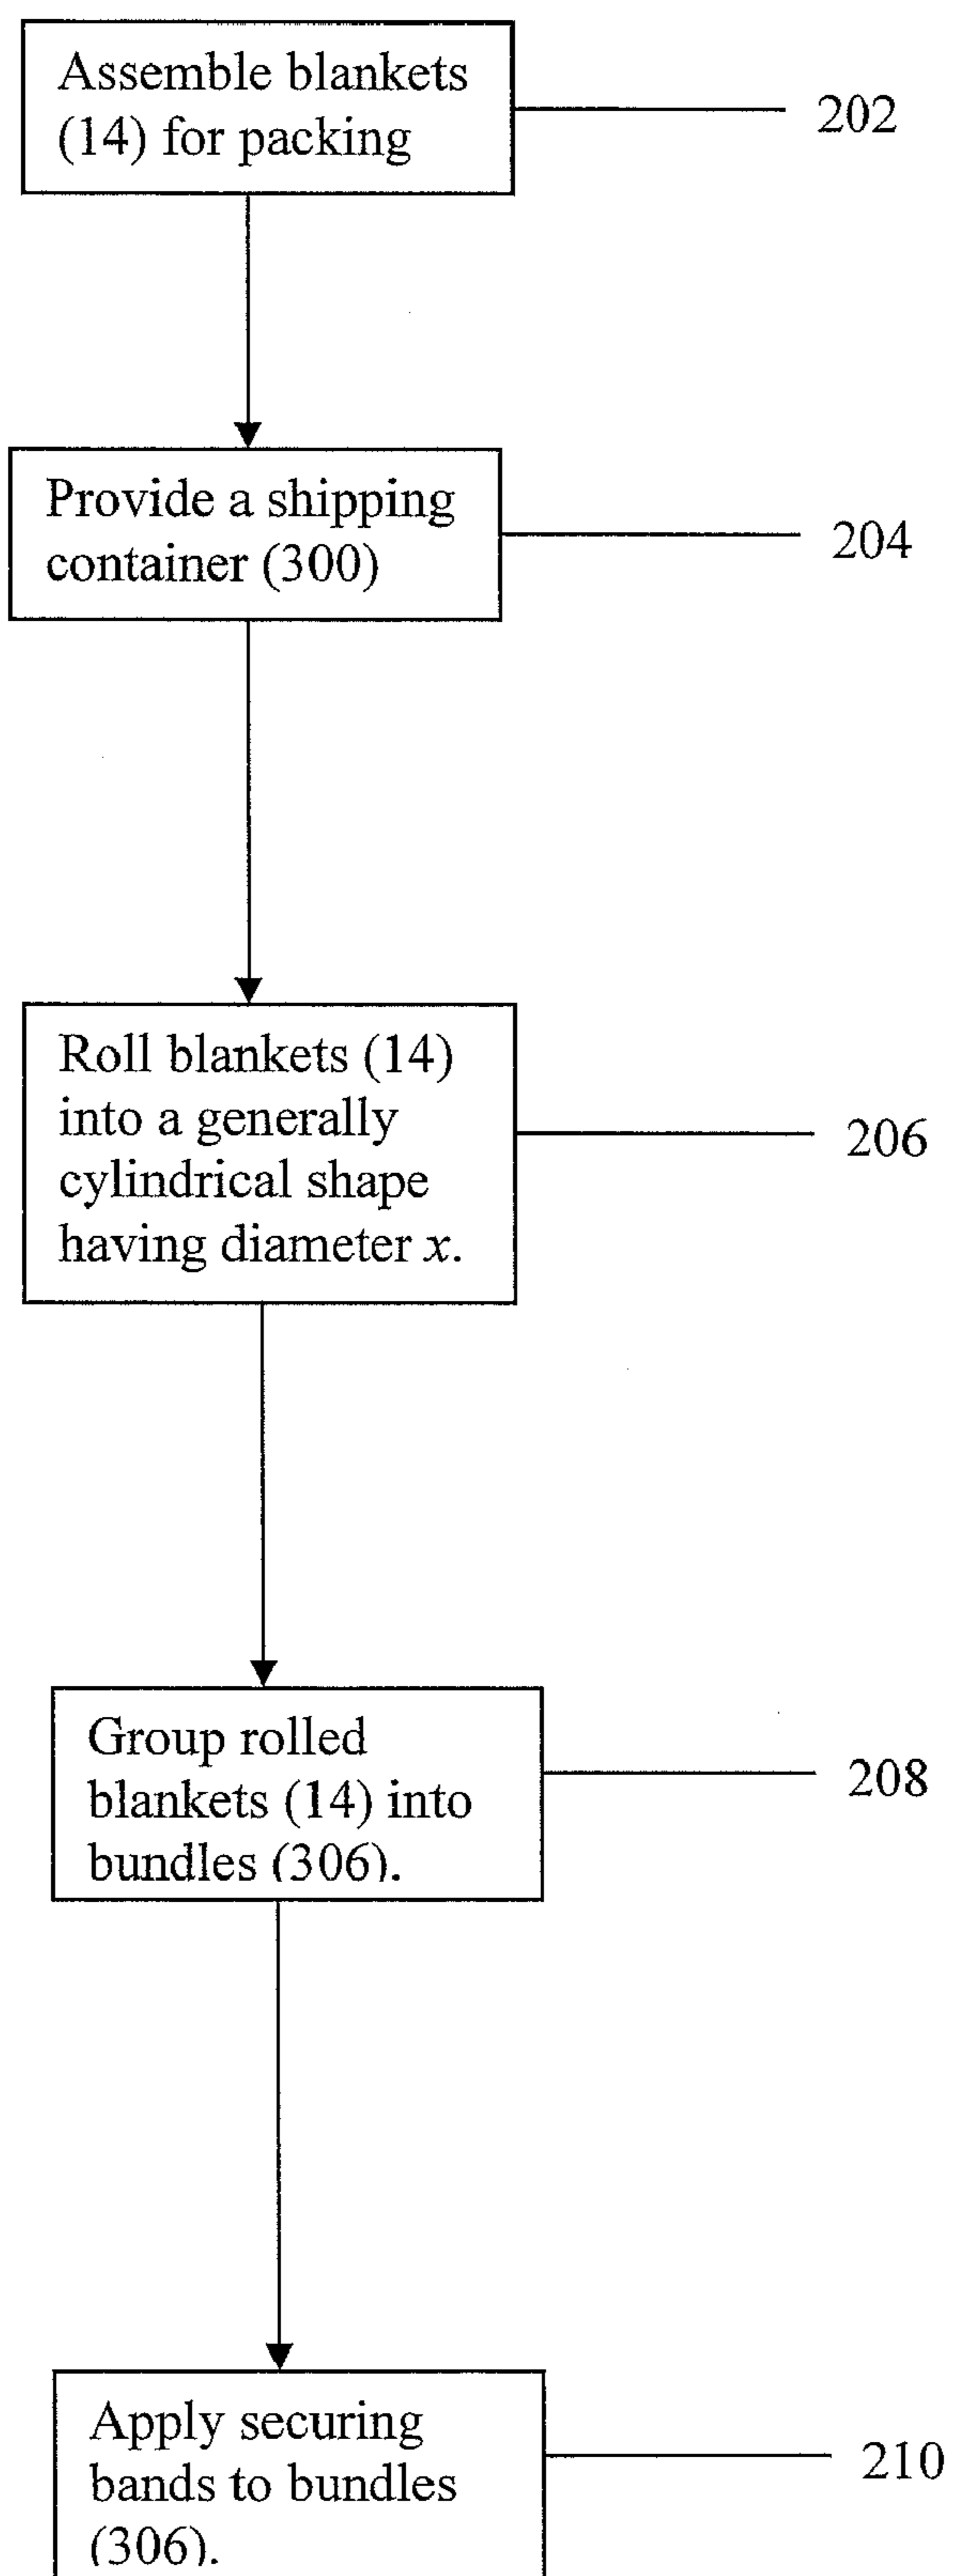 Assemble blankets
(14) for packing
202
Provide a shipping
container (300)
204
Roll blankets (14)
into a generally
cylindrical shape
having diameter x.
206
Group rolled
blankets (14) into
bundles (306).
208
Apply securing
bands to bundles
(306).
210